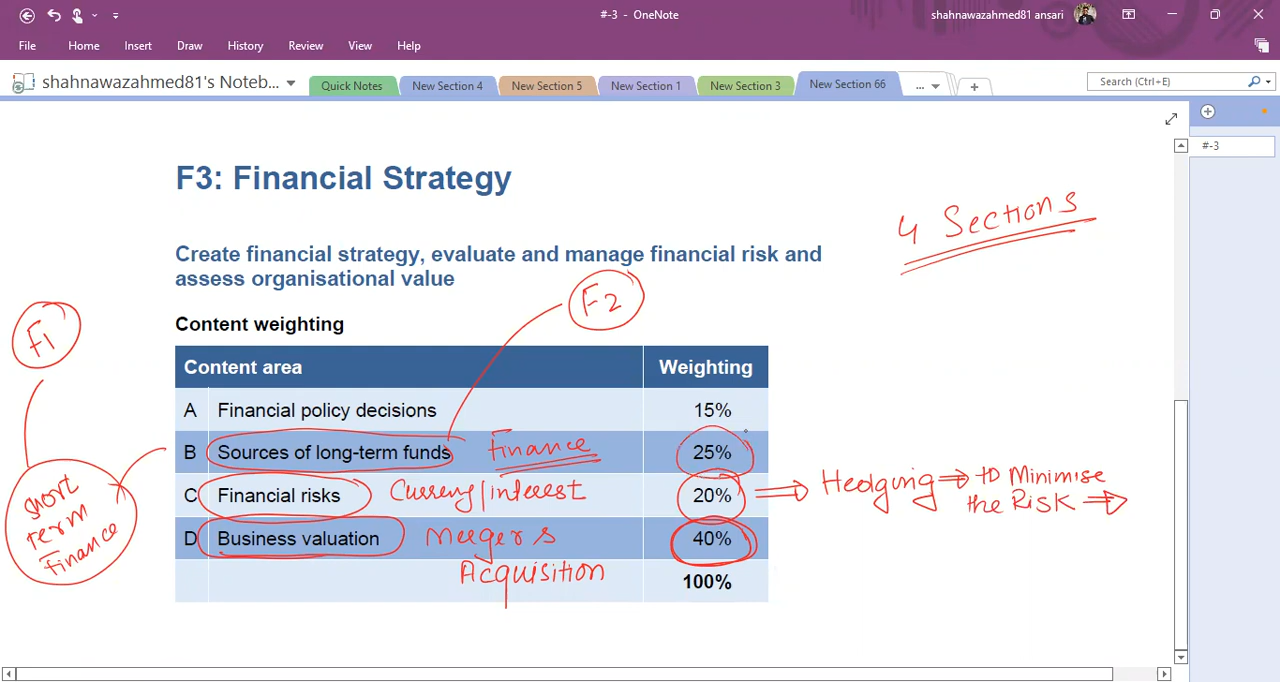 #-3 - OneNote
shahnawazahmed81 ansari
File Home Insert Draw History Review View Help
shahnawazahmed81's Noteb...
Quick Notes
New Section 4
New Section 5
New Section 1
New Section 3
New Section 66
...
Search (Ctrl+E)
#-3
F3: Financial Strategy
4 Sections
Create financial strategy, evaluate and manage financial risk and
assess organisational value
F2
F1
Content weighting
Content area Weighting
A Financial policy decisions 15%
B Sources of long-term funds Finance 25%
C Financial risks Currency/interest 20%
Hedging to Minimise
the Risk
D Business valuation Mergers 40%
Acquisition
100%
Short
Term
Finance